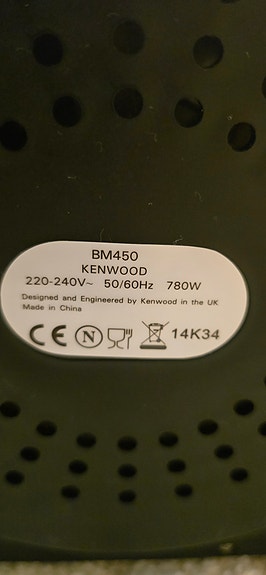 BM450
KENWOOD
220-240V~ 50/60Hz 780W
Designed and Engineered by Kenwood in the UK
Made in China
CE N 14K34